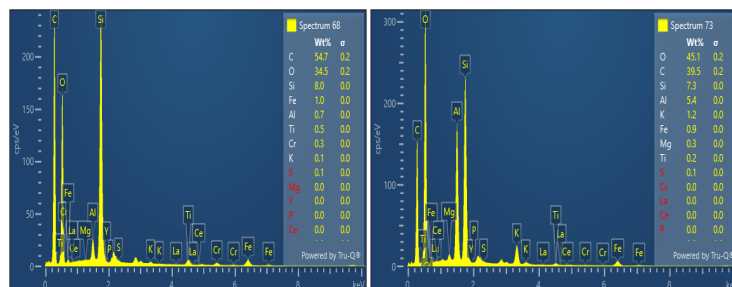 Spectrum 68
Wt% σ
C 54.7 0.2
O 34.5 0.2
Si 8.0 0.0
Fe 1.0 0.0
Al 0.7 0.0
Ti 0.5 0.0
Cr 0.3 0.0
K 0.1 0.0
S 0.1 0.0
Mg 0.0 0.0
Y 0.0 0.0
P 0.0 0.0
Ce 0.0 0.0
Powered by Tru-Q®
cps/eV
200
150
100
50
0
C
Si
O
Fe
Cr
Ti
La
Ce
Mg
Al
Y
P
S
K
K
La
Ti
La
Ce
Cr
Cr
Fe
Fe
0 2 4 6 8
Spectrum 73
Wt% σ
O 45.1 0.2
C 39.5 0.2
Si 7.3 0.0
Al 5.4 0.0
K 1.2 0.0
Fe 0.9 0.0
Mg 0.3 0.0
Ti 0.2 0.0
S 0.1 0.0
Cr 0.0 0.0
La 0.0 0.0
Ce 0.0 0.0
P 0.0 0.0
Powered by Tru-Q®
cps/eV
300
200
100
0
O
Si
Al
C
Fe
Ce
Mg
P
Ti
Y
S
K
K
La
Ti
La
Ce
Cr
Cr
Fe
Fe
0 2 4 6 8 keV